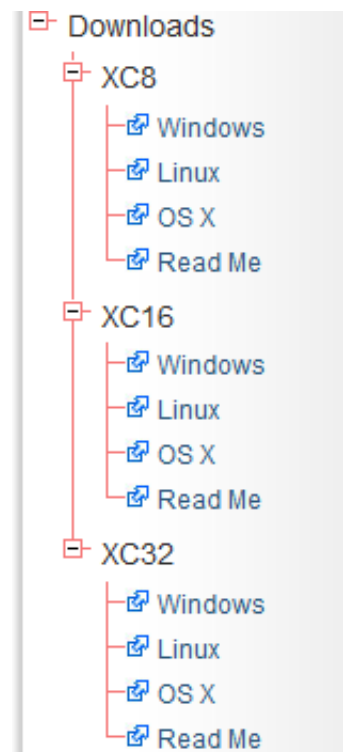 Downloads
XC8
Windows
Linux
OS X
Read Me
XC16
Windows
Linux
OS X
Read Me
XC32
Windows
Linux
OS X
Read Me